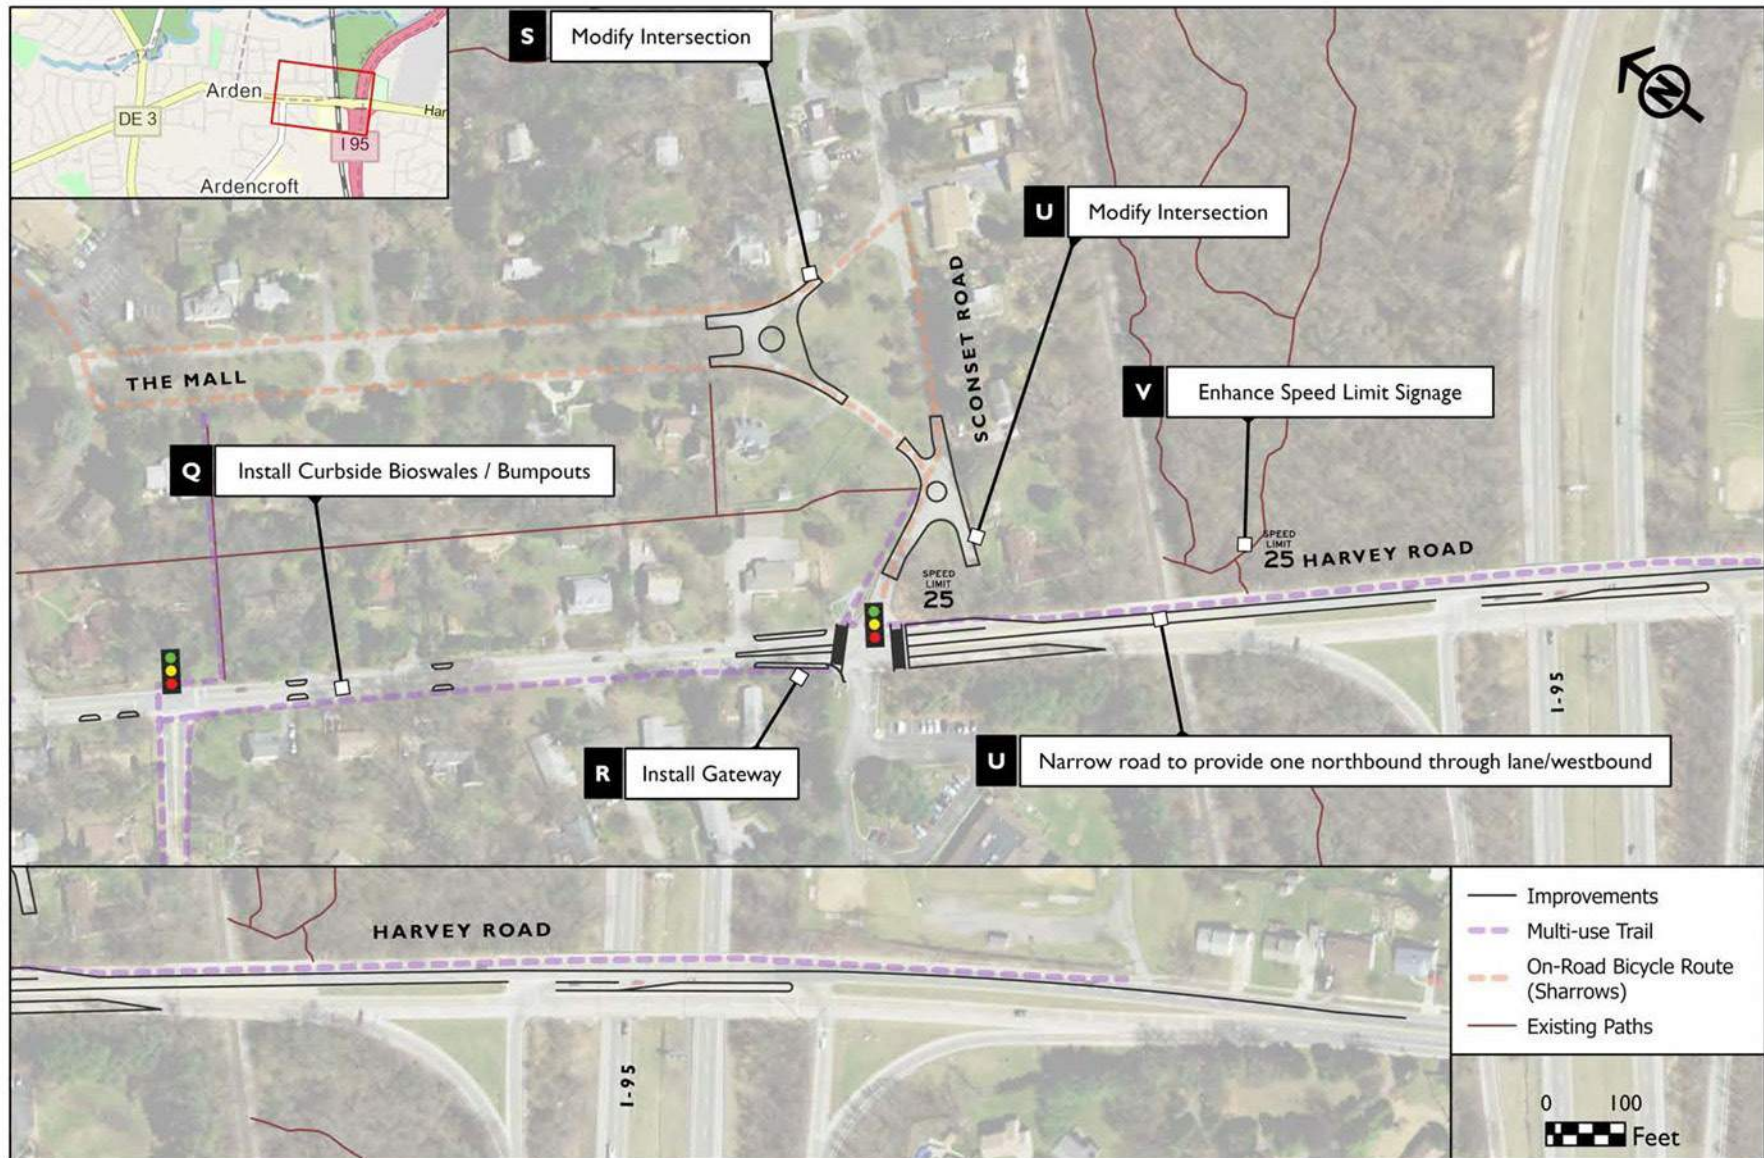 Arden
DE 3
Har
I 95
Ardencroft
S Modify Intersection
N
U Modify Intersection
SCONSET ROAD
THE MALL
V Enhance Speed Limit Signage
Q Install Curbside Bioswales / Bumpouts
SPEED
LIMIT
25
HARVEY ROAD
SPEED
LIMIT
25
I-95
R Install Gateway
U Narrow road to provide one northbound through lane/westbound
HARVEY ROAD
I-95
Improvements
Multi-use Trail
On-Road Bicycle Route
(Sharrows)
Existing Paths
0 100
Feet